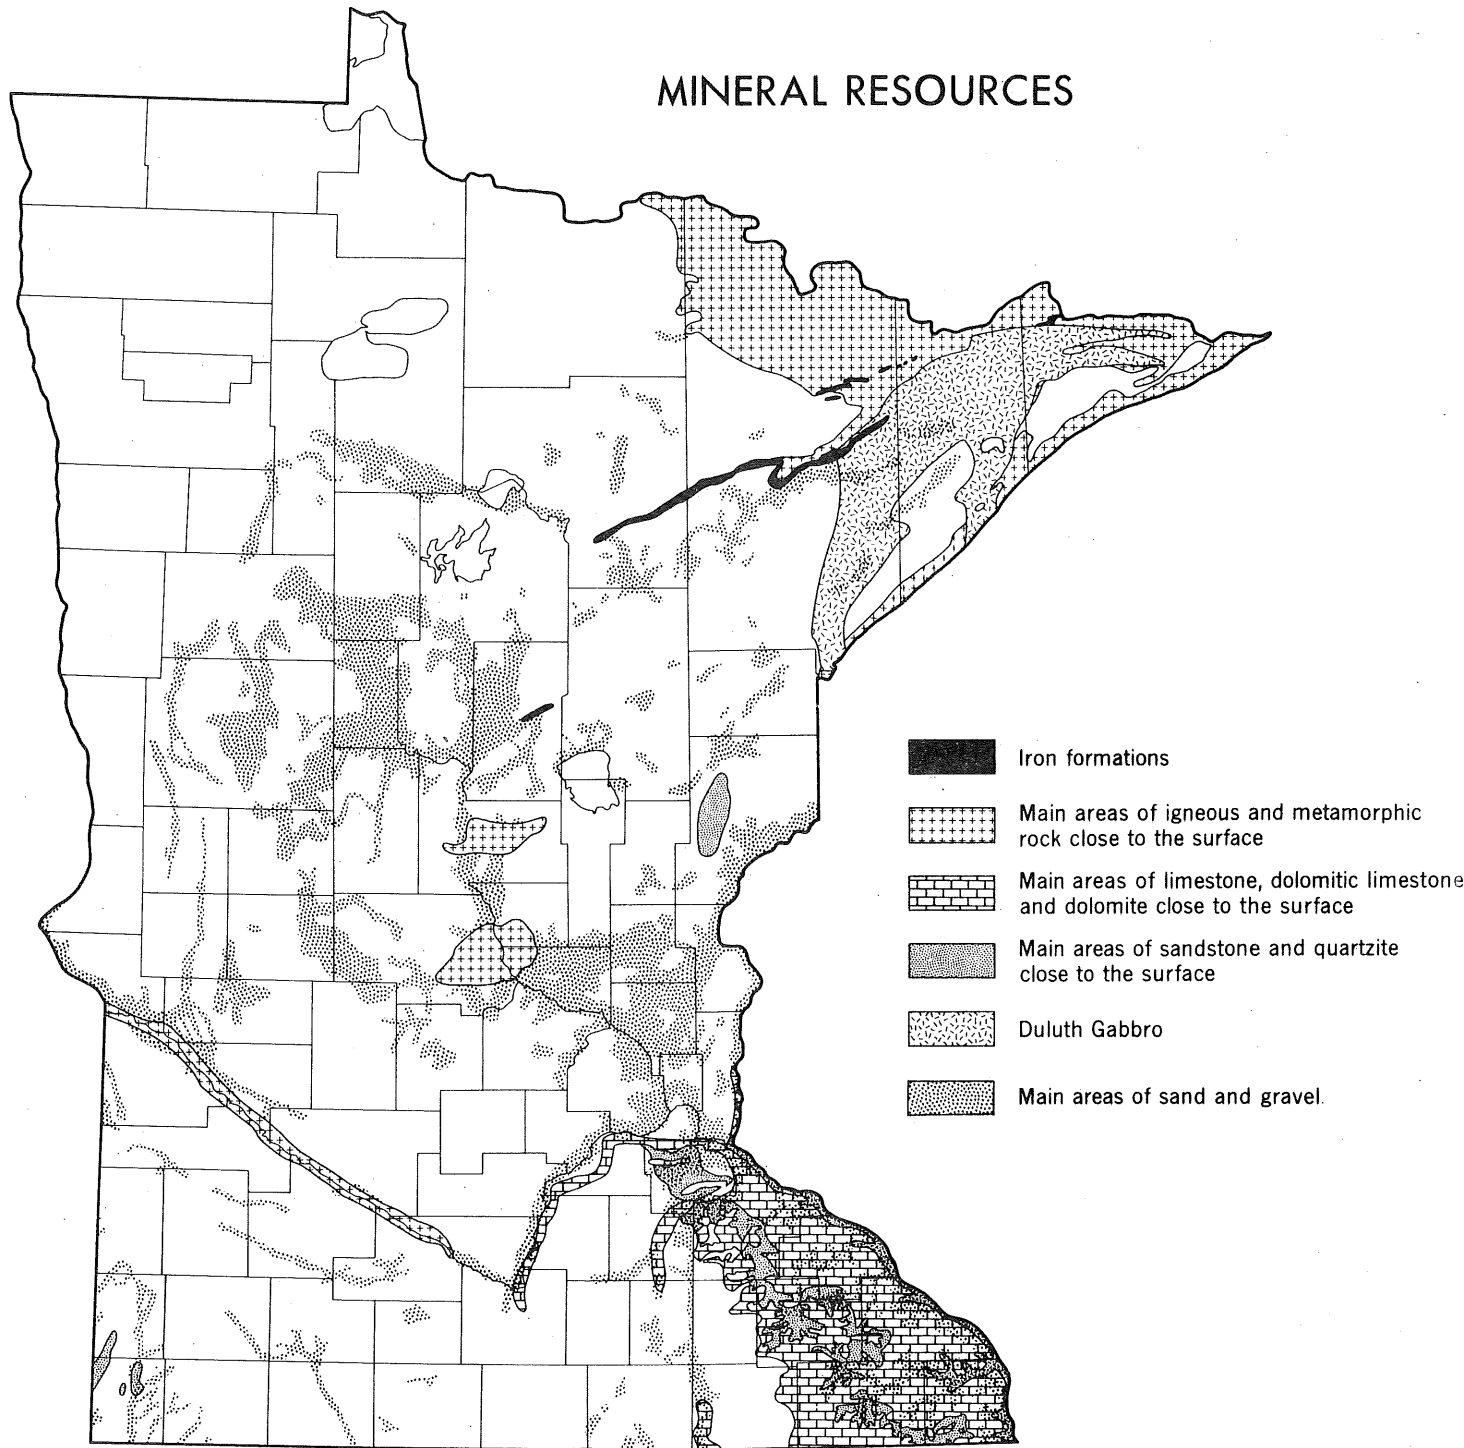 MINERAL RESOURCES
Iron formations
Main areas of igneous and metamorphic
rock close to the surface
Main areas of limestone, dolomitic limestone
and dolomite close to the surface
Main areas of sandstone and quartzite
close to the surface
Duluth Gabbro
Main areas of sand and gravel.